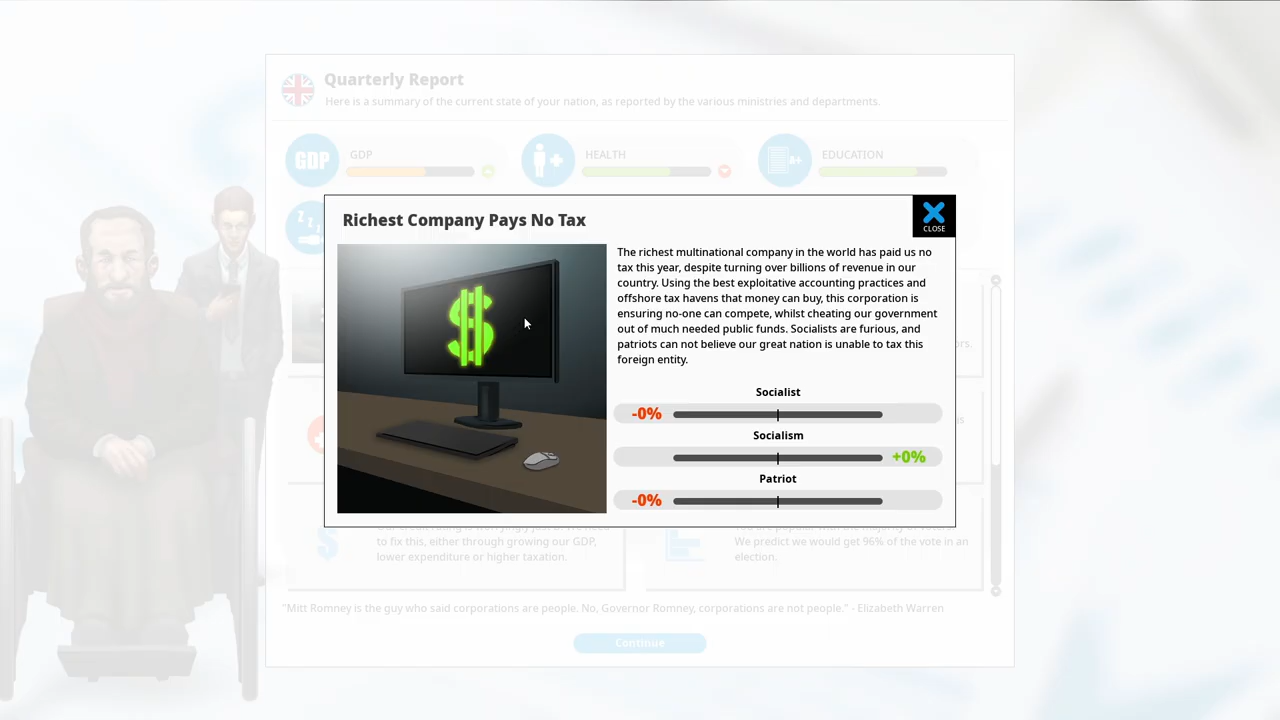 Quarterly Report
Here is a summary of the current state of your nation, as reported by the various ministries and departments.
GDP
GDP
HEALTH
EDUCATION
Richest Company Pays No Tax
CLOSE
The richest multinational company in the world has paid us no
tax this year, despite turning over billions of revenue in our
country. Using the best exploitative accounting practices and
offshore tax havens that money can buy, this corporation is
ensuring no-one can compete, whilst cheating our government
out of much needed public funds. Socialists are furious, and
patriots can not believe our great nation is unable to tax this
foreign entity.
Socialist
-0%
Socialism
+0%
Patriot
-0%
to fix this, either through growing our GDP,
lower expenditure or higher taxation.
We predict we would get 96% of the vote in an
election.
"Mitt Romney is the guy who said corporations are people. No, Governor Romney, corporations are not people." - Elizabeth Warren
Continue